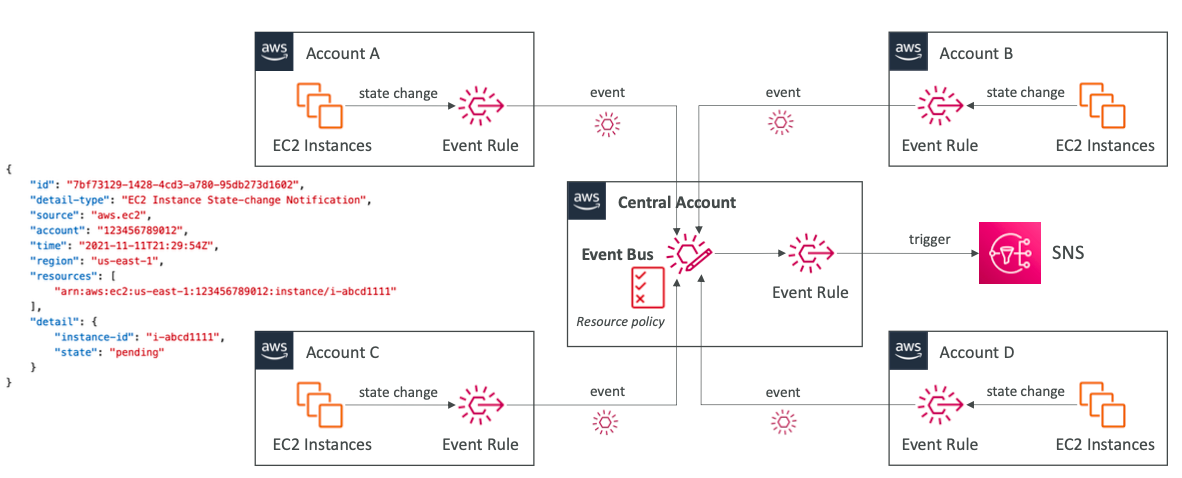 aws
Account A
state change
EC2 Instances
Event Rule
event
aws
Account B
event
state change
Event Rule
EC2 Instances
{
"id": "7bf73129-1428-4cd3-a780-95db273d1602",
"detail-type": "EC2 Instance State-change Notification",
"source": "aws.ec2",
"account": "123456789012",
"time": "2021-11-11T21:29:54Z",
"region": "us-east-1",
"resources": [
"arn:aws:ec2:us-east-1:123456789012:instance/i-abcd1111"
],
"detail": {
"instance-id": "i-abcd1111",
"state": "pending"
}
}
aws
Central Account
Event Bus
Resource policy
Event Rule
trigger
SNS
aws
Account C
state change
EC2 Instances
Event Rule
event
aws
Account D
event
state change
Event Rule
EC2 Instances